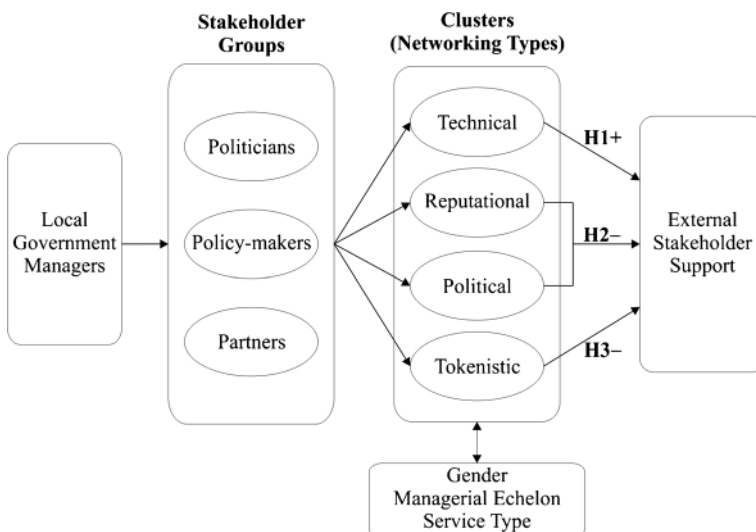 Stakeholder
Groups
Clusters
(Networking Types)
Local
Government
Managers
Politicians
Policy-makers
Partners
Technical
Reputational
Political
Tokenistic
H1+
H2−
H3−
External
Stakeholder
Support
Gender
Managerial Echelon
Service Type